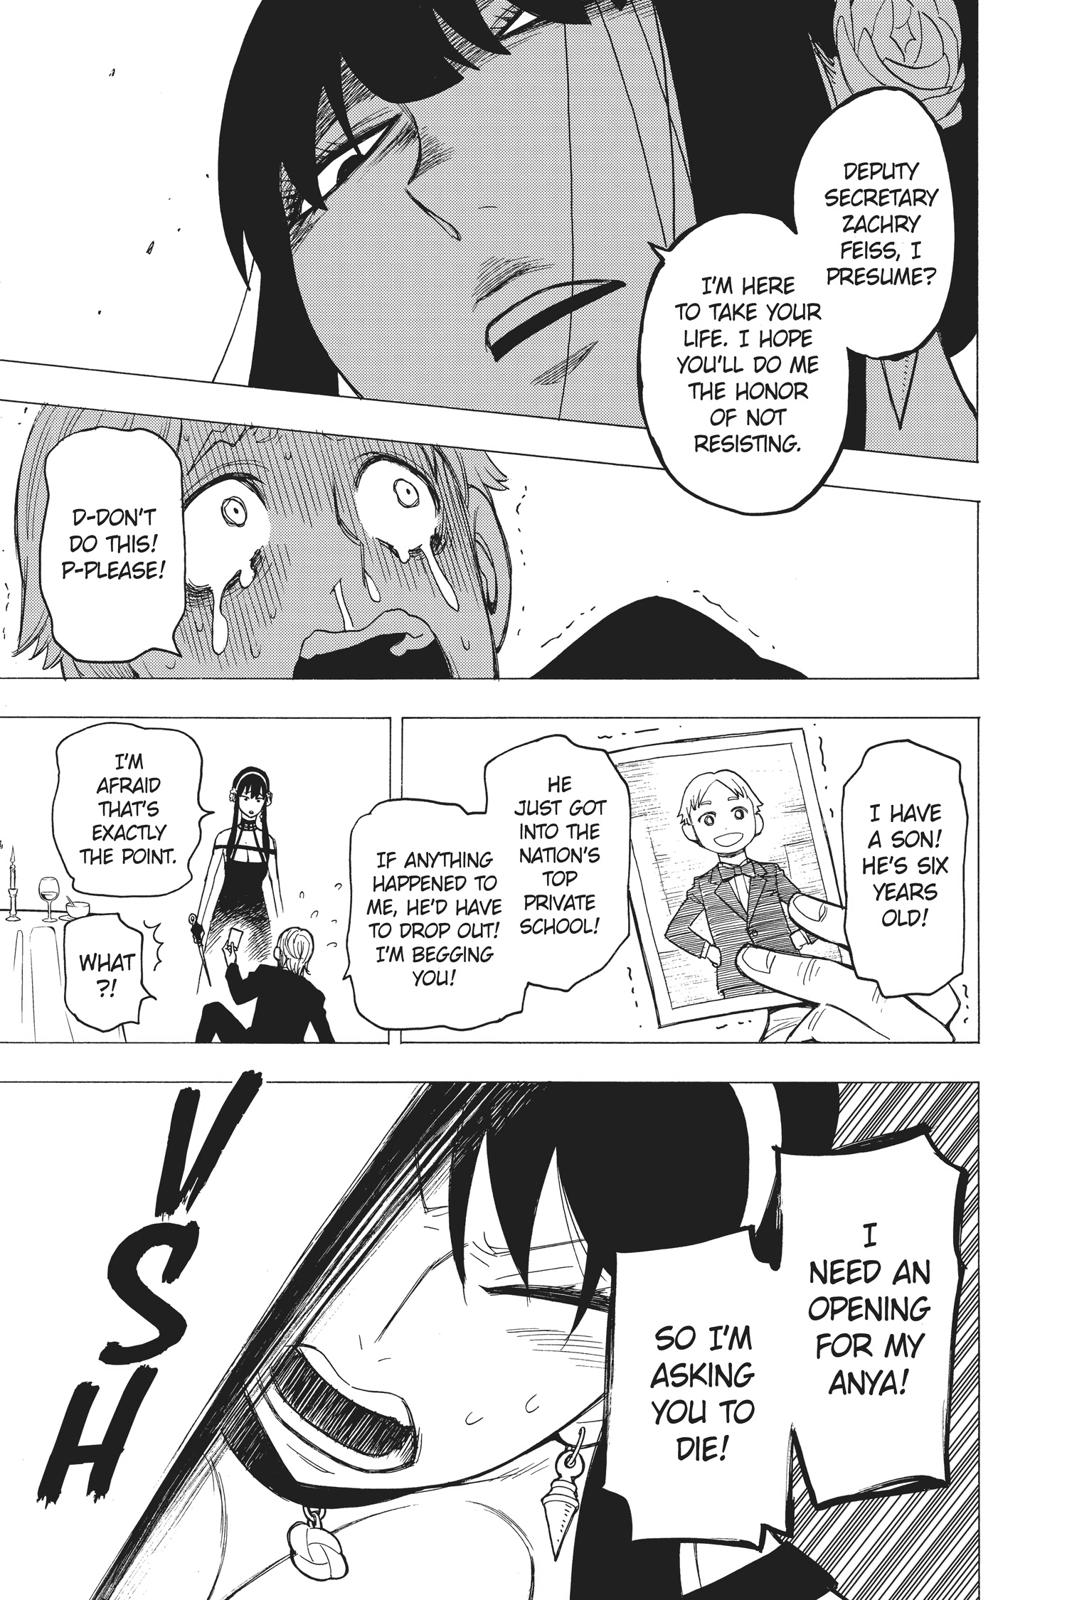 DEPUTY
SECRETARY
ZACHRY
FEISS, I
PRESUME?
I'M HERE
TO TAKE YOUR
LIFE. I HOPE
YOU'LL DO ME
THE HONOR
OF NOT
RESISTING.
D-DON'T
DO THIS!
P-PLEASE!
I HAVE
A SON!
HE'S SIX
YEARS
OLD!
HE
JUST GOT
INTO THE
NATION'S
TOP
PRIVATE
SCHOOL!
IF ANYTHING
HAPPENED TO
ME, HE'D HAVE
TO DROP OUT!
I'M BEGGING
YOU!
I'M
AFRAID
THAT'S
EXACTLY
THE POINT.
WHAT
?!
I
NEED AN
OPENING
FOR MY
ANYA!
SO I'M
ASKING
YOU TO
DIE!
VSH